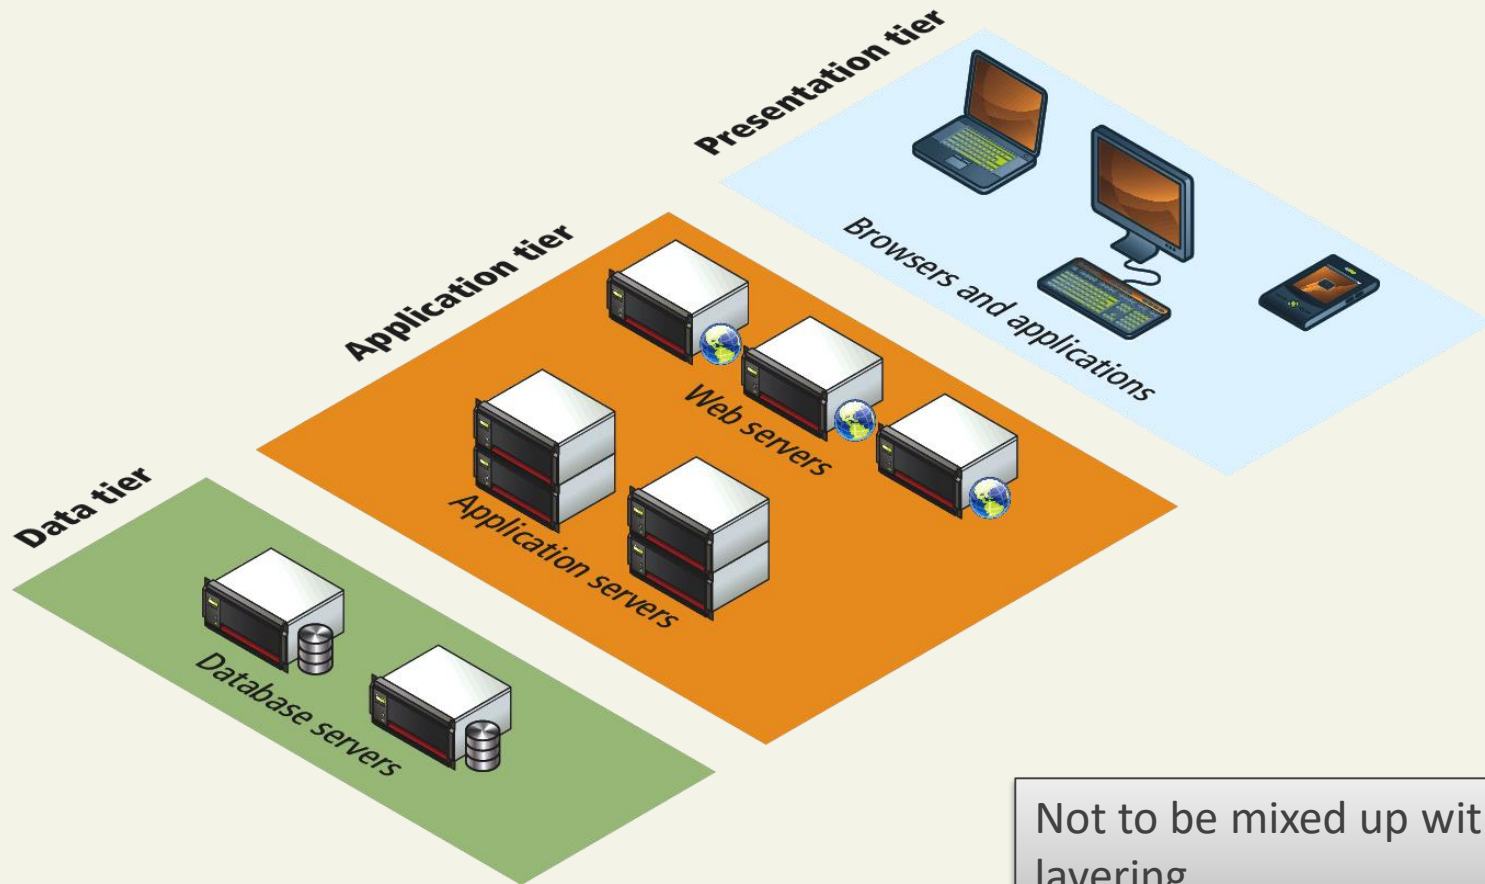 Presentation tier
Browsers and applications
Application tier
Web servers
Application servers
Data tier
Database servers
Not to be mixed up wit
layering